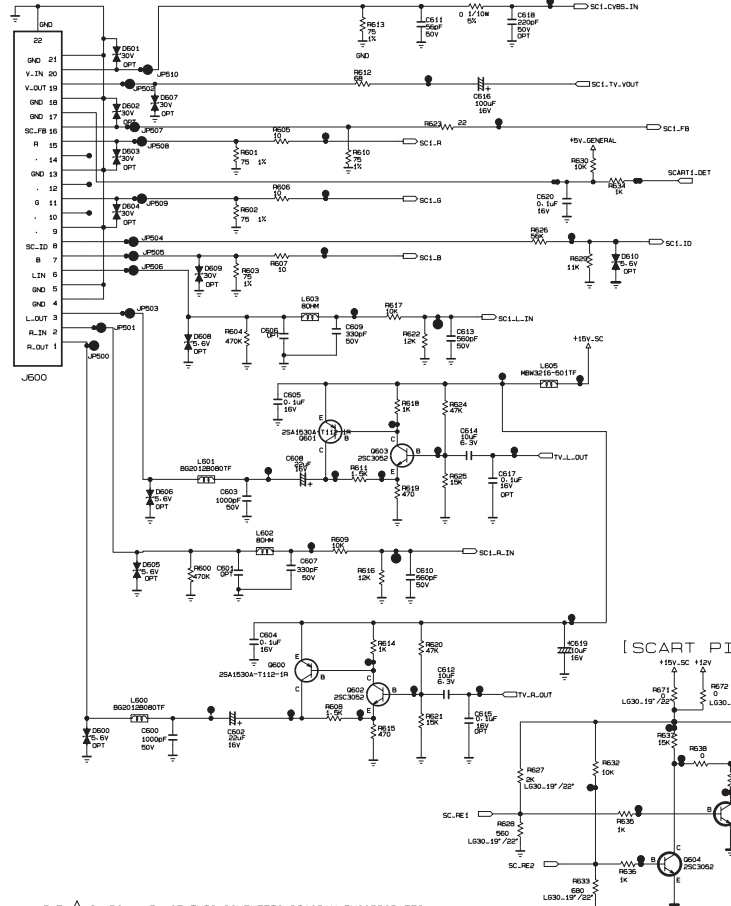 GND
22
GND 21
V_IN 20
V_OUT 19
GND 18
GND 17
SC_FB 16
R 15
. 14
GND 13
. 12
G 11
. 10
. 9
SC_ID 8
B 7
LIN 6
GND 5
GND 4
L_OUT 3
R_IN 2
R_OUT 1
J600
D601
30V
OPT
JP510
JP502
D607
30V
OPT
D602
30V
OPT
JP507
JP508
D603
30V
OPT
D604
30V
OPT
JP509
JP504
JP505
JP506
JP503
JP501
JP500
R613
75
1%
GND
C611
56pF
50V
0 1/10W
5%
C618
220pF
50V
OPT
SC1_CVBS_IN
R612
68
C616
100uF
16V
SC1_TV_VOUT
R623 22
SC1_FB
R605
10
SC1_R
R601
75 1%
R610
75
1%
+5V_GENERAL
R630
10K
R634
1K
SCART1_DET
C620
0.1uF
16V
R606
10
SC1_G
R602
75 1%
R626
56K
SC1_ID
R629
11K
D610
5.6V
OPT
D609
30V
OPT
R603
75
1%
R607
10
SC1_B
D608
5.6V
OPT
R604
470K
C606
OPT
L603
80HM
C609
330pF
50V
R617
10K
SC1_L_IN
R622
12K
C613
560pF
50V
L605
MBW3216-501TF
+15V_SC
C605
0.1uF
16V
E
2SA1530A-T112-1R
Q601
B
C
R618
1K
R624
47K
C614
10uF
6.3V
TV_L_OUT
Q603
2SC3052
C
B
E
R611
1.5K
R619
470
R625
15K
C617
0.1uF
16V
OPT
L601
BG2012B080TF
D606
5.6V
OPT
C603
1000pF
50V
C608
22uF
16V
L602
80HM
D605
5.6V
OPT
R600
470K
C601
OPT
C607
330pF
50V
R609
10K
SC1_R_IN
R616
12K
C610
560pF
50V
C604
0.1uF
16V
E
Q600
2SA1530A-T112-1R
B
C
R614
1K
R620
47K
C612
10uF
6.3V
TV_R_OUT
C619
10uF
16V
Q602
2SC3052
C
B
E
R608
1.5K
R615
470
R621
15K
C615
0.1uF
16V
OPT
L600
BG2012B080TF
D600
5.6V
OPT
C600
1000pF
50V
C602
22uF
16V
[SCART PI
+15V_SC +12V
R671
0
LG30_19"/22"
R672
0
LG30_
R637
15K
R638
0
R627
2K
LG30_19"/22"
R632
10K
SC_RE1
R628
560
LG30_19"/22"
R635
1K
B
SC_RE2
R636
1K
B
C
E
Q604
2SC3052
R633
680
LG30_19"/22"